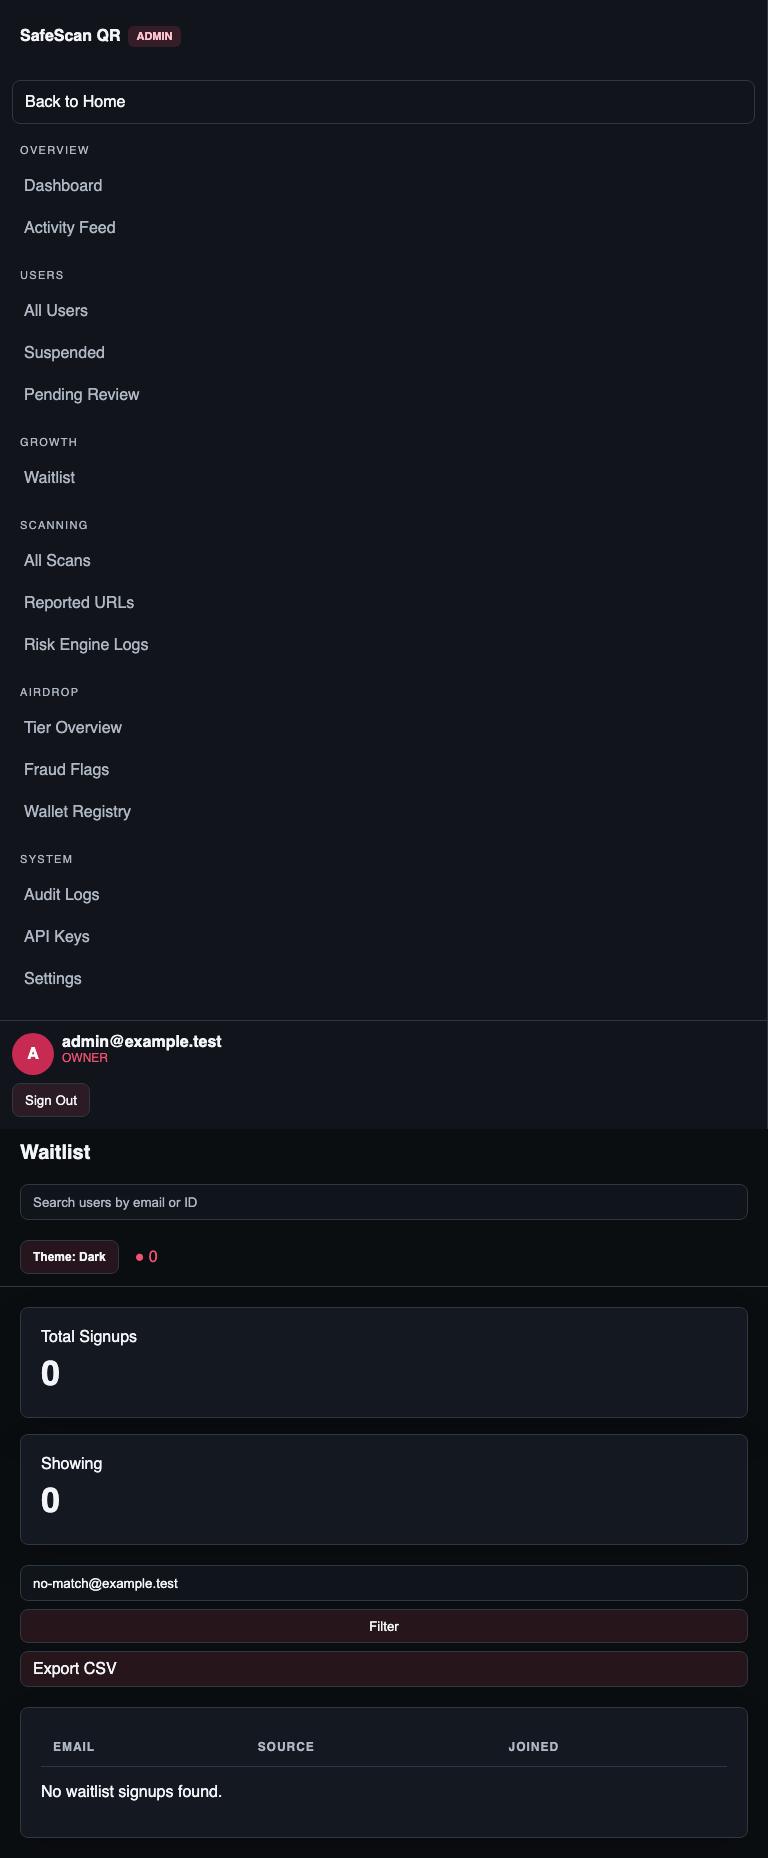 SafeScan QR ADMIN
Back to Home
OVERVIEW
Dashboard
Activity Feed
USERS
All Users
Suspended
Pending Review
GROWTH
Waitlist
SCANNING
All Scans
Reported URLs
Risk Engine Logs
AIRDROP
Tier Overview
Fraud Flags
Wallet Registry
SYSTEM
Audit Logs
API Keys
Settings
A admin@example.test
OWNER
Sign Out
Waitlist
Search users by email or ID
Theme: Dark ● 0
Total Signups
0
Showing
0
no-match@example.test
Filter
Export CSV
EMAIL SOURCE JOINED
No waitlist signups found.